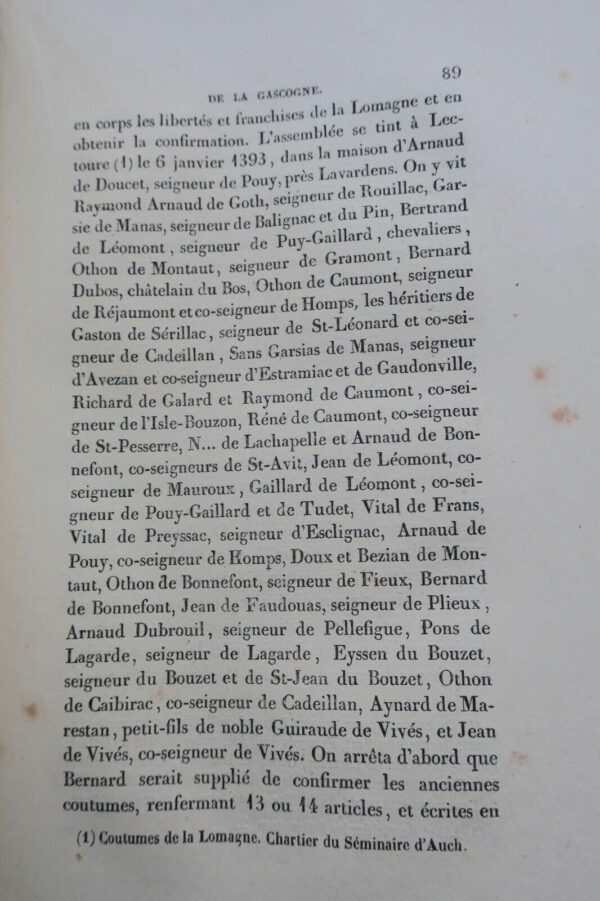 89
DE LA GASCOGNE.
en corps les libertés et franchises de la Lomagne et en
obtenir la confirmation. L'assemblée se tint à Lec-
toure (1) le 6 janvier 1393, dans la maison d'Arnaud
de Doucet, seigneur de Pouy, près Lavardens. On y vit
Raymond Arnaud de Goth, seigneur de Rouillac, Gar-
sie de Manas, seigneur de Balignac et du Pin, Bertrand
de Léomont, seigneur de Puy-Gaillard, chevaliers,
Othon de Montaut, seigneur de Gramont, Bernard
Dubos, châtelain du Bos, Othon de Caumont, seigneur
de Réjaumont et co-seigneur de Homps, les héritiers de
Gaston de Sérillac, seigneur de St-Léonard et co-sei-
gneur de Cadeillan, Sans Garsias de Manas, seigneur
d'Avezan et co-seigneur d'Estramiac et de Gaudonville,
Richard de Galard et Raymond de Caumont, co-sei-
gneur de l'Isle-Bouzon, Réné de Caumont, co-seigneur
de St-Pesserre, N... de Lachapelle et Arnaud de Bon-
nefont, co-seigneurs de St-Avit, Jean de Léomont, co-
seigneur de Mauroux, Gaillard de Léomont, co-sei-
gneur de Pouy-Gaillard et de Tudet, Vital de Frans,
Vital de Preyssac, seigneur d'Esclignac, Arnaud de
Pouy, co-seigneur de Homps, Doux et Bezian de Mon-
taut, Othon de Bonnefont, seigneur de Fieux, Bernard
de Bonnefont, Jean de Faudouas, seigneur de Plieux,
Arnaud Dubrouil, seigneur de Pellefigue, Pons de
Lagarde, seigneur de Lagarde, Eyssen du Bouzet,
seigneur du Bouzet et de St-Jean du Bouzet, Othon
de Caibirac, co-seigneur de Cadeillan, Aynard de Ma-
restan, petit-fils de noble Guiraude de Vivés, et Jean
de Vivés, co-seigneur de Vivés. On arrêta d'abord que
Bernard serait supplié de confirmer les anciennes
coutumes, renfermant 13 ou 14 articles, et écrites en
(1) Coutumes de la Lomagne. Chartier du Séminaire d'Auch.